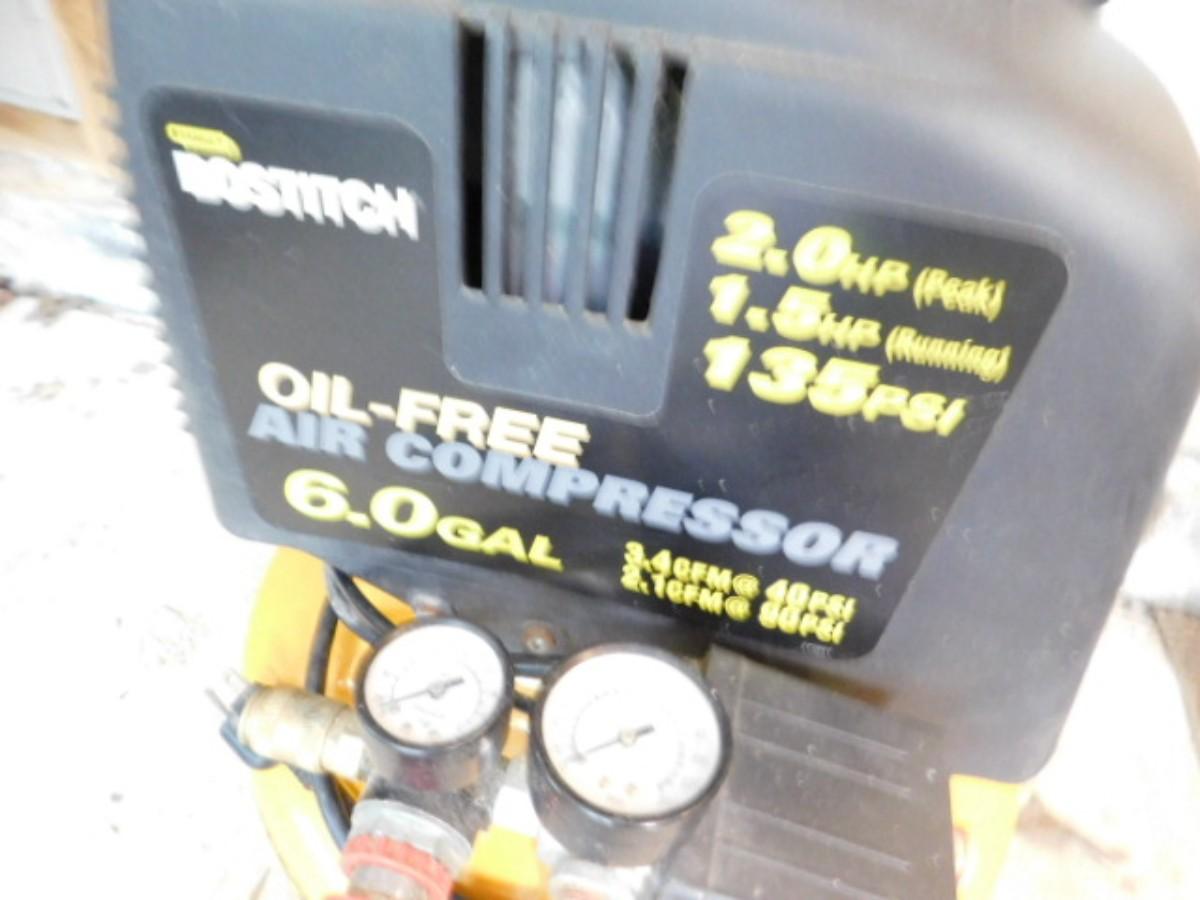 BOSTITCH
2.0HP (Peak)
1.5HP (Running)
135PSI
OIL-FREE
AIR COMPRESSOR
6.0GAL
3.4CFM@ 40PSI
2.1CFM@ 90PSI